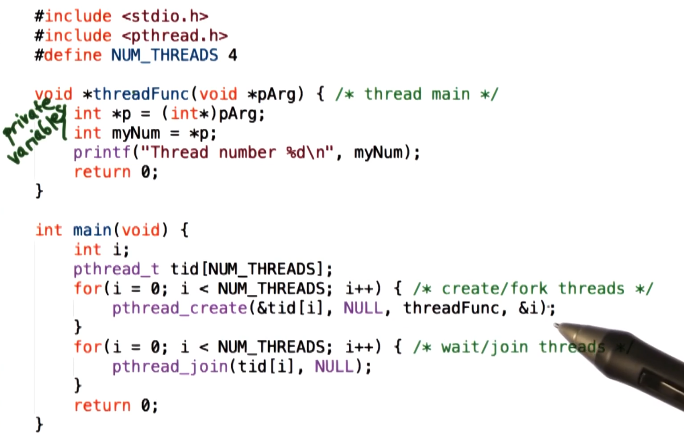 #include <stdio.h>
#include <pthread.h>
#define NUM_THREADS 4
void *threadFunc(void *pArg) { /* thread main */
private
variables
int *p = (int*)pArg;
int myNum = *p;
printf("Thread number %d\n", myNum);
return 0;
}
int main(void) {
int i;
pthread_t tid[NUM_THREADS];
for(i = 0; i < NUM_THREADS; i++) { /* create/fork threads */
pthread_create(&tid[i], NULL, threadFunc, &i);
}
for(i = 0; i < NUM_THREADS; i++) { /* wait/join threads */
pthread_join(tid[i], NULL);
}
return 0;
}